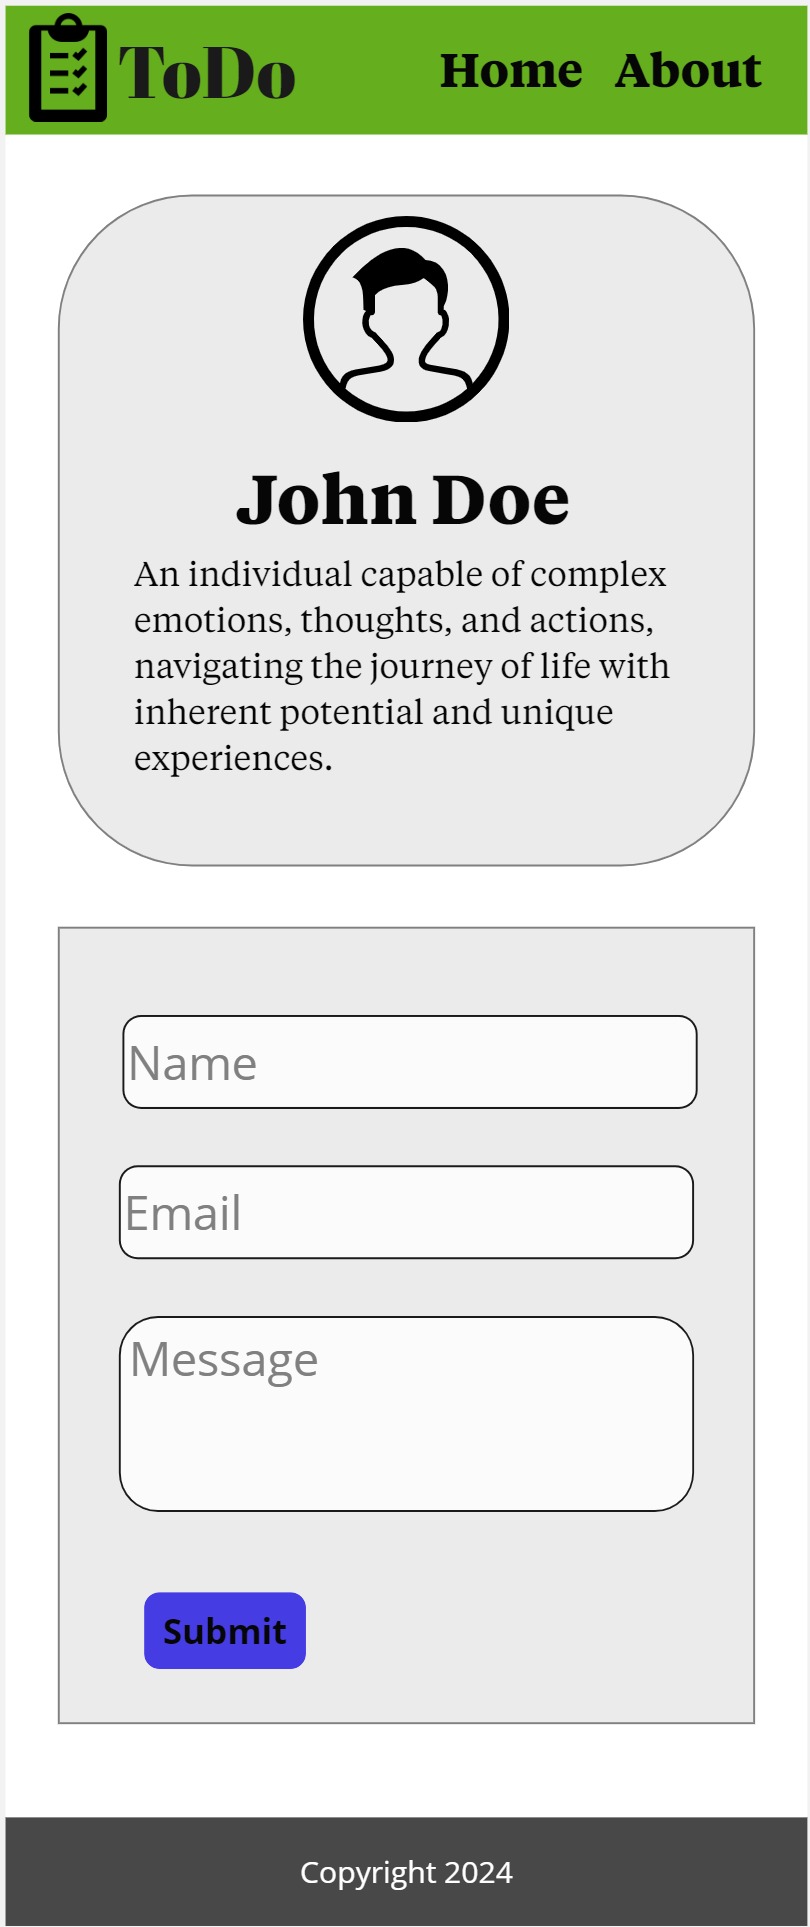 ToDo Home About
John Doe
An individual capable of complex
emotions, thoughts, and actions,
navigating the journey of life with
inherent potential and unique
experiences.
Name
Email
Message
Submit
Copyright 2024